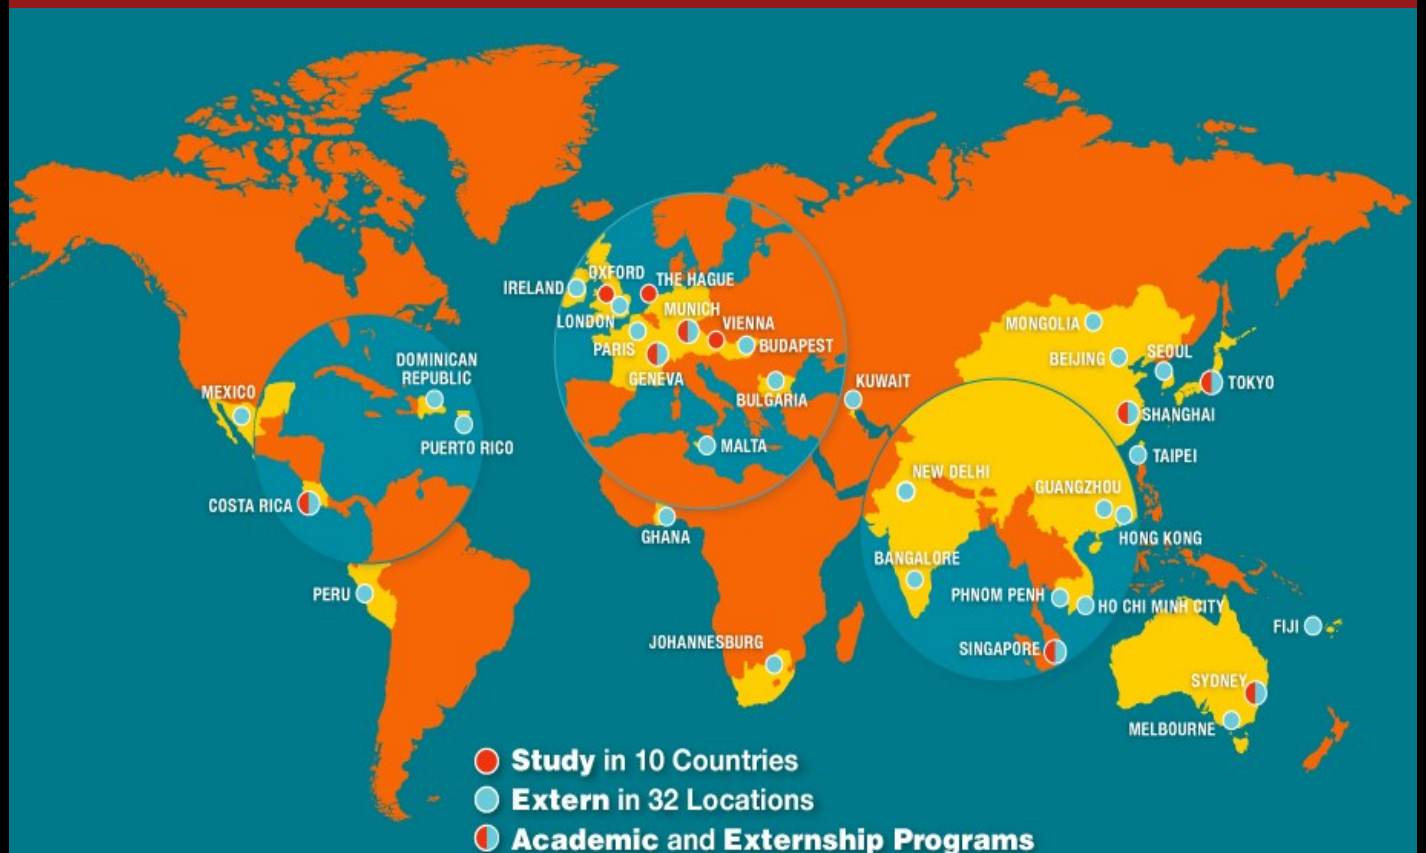 OXFORD
THE HAGUE
IRELAND
MUNICH
LONDON
VIENNA
PARIS
BUDAPEST
GENEVA
BULGARIA
MALTA
KUWAIT
MONGOLIA
BEIJING
SEOUL
TOKYO
SHANGHAI
TAIPEI
DOMINICAN
REPUBLIC
MEXICO
PUERTO RICO
COSTA RICA
PERU
GHANA
JOHANNESBURG
NEW DELHI
GUANGZHOU
HONG KONG
BANGALORE
PHNOM PENH
HO CHI MINH CITY
SINGAPORE
FIJI
SYDNEY
MELBOURNE
Study in 10 Countries
Extern in 32 Locations
Academic and Externship Programs